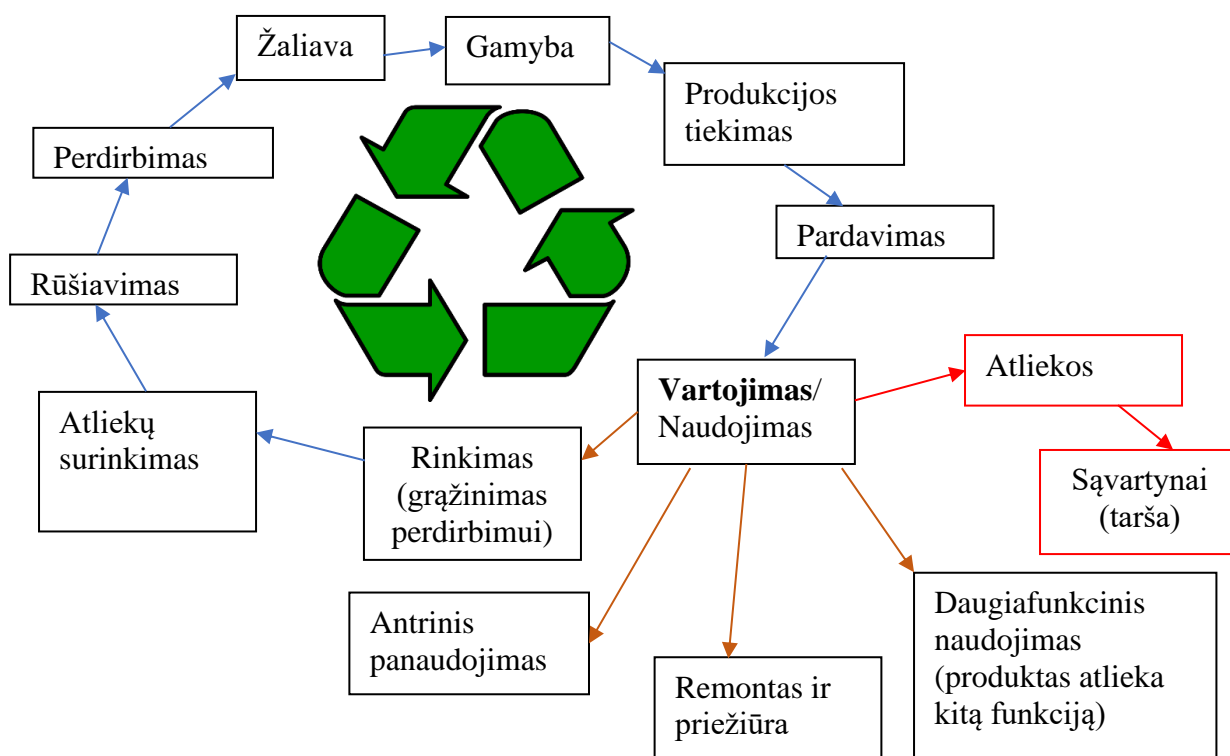 Žaliava
Gamyba
Produkcijos
tiekimas
Perdirbimas
Pardavimas
Rūšiavimas
Vartojimas/
Naudojimas
Atliekos
Atliekų
surinkimas
Rinkimas
(grąžinimas
perdirbimui)
Sąvartynai
(tarša)
Antrinis
panaudojimas
Remontas ir
priežiūra
Daugiafunkcinis
naudojimas
(produktas atlieka
kitą funkciją)